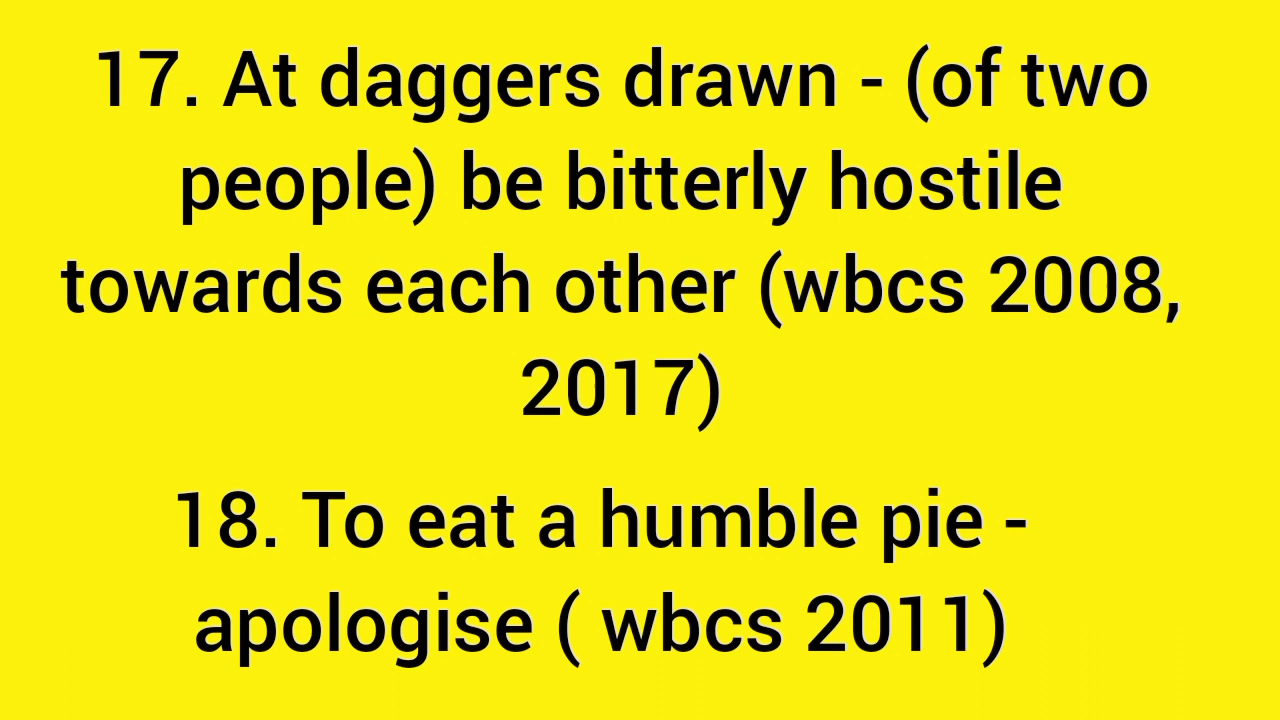 17. At daggers drawn - (of two
people) be bitterly hostile
towards each other (wbcs 2008,
2017)
18. To eat a humble pie -
apologise ( wbcs 2011)